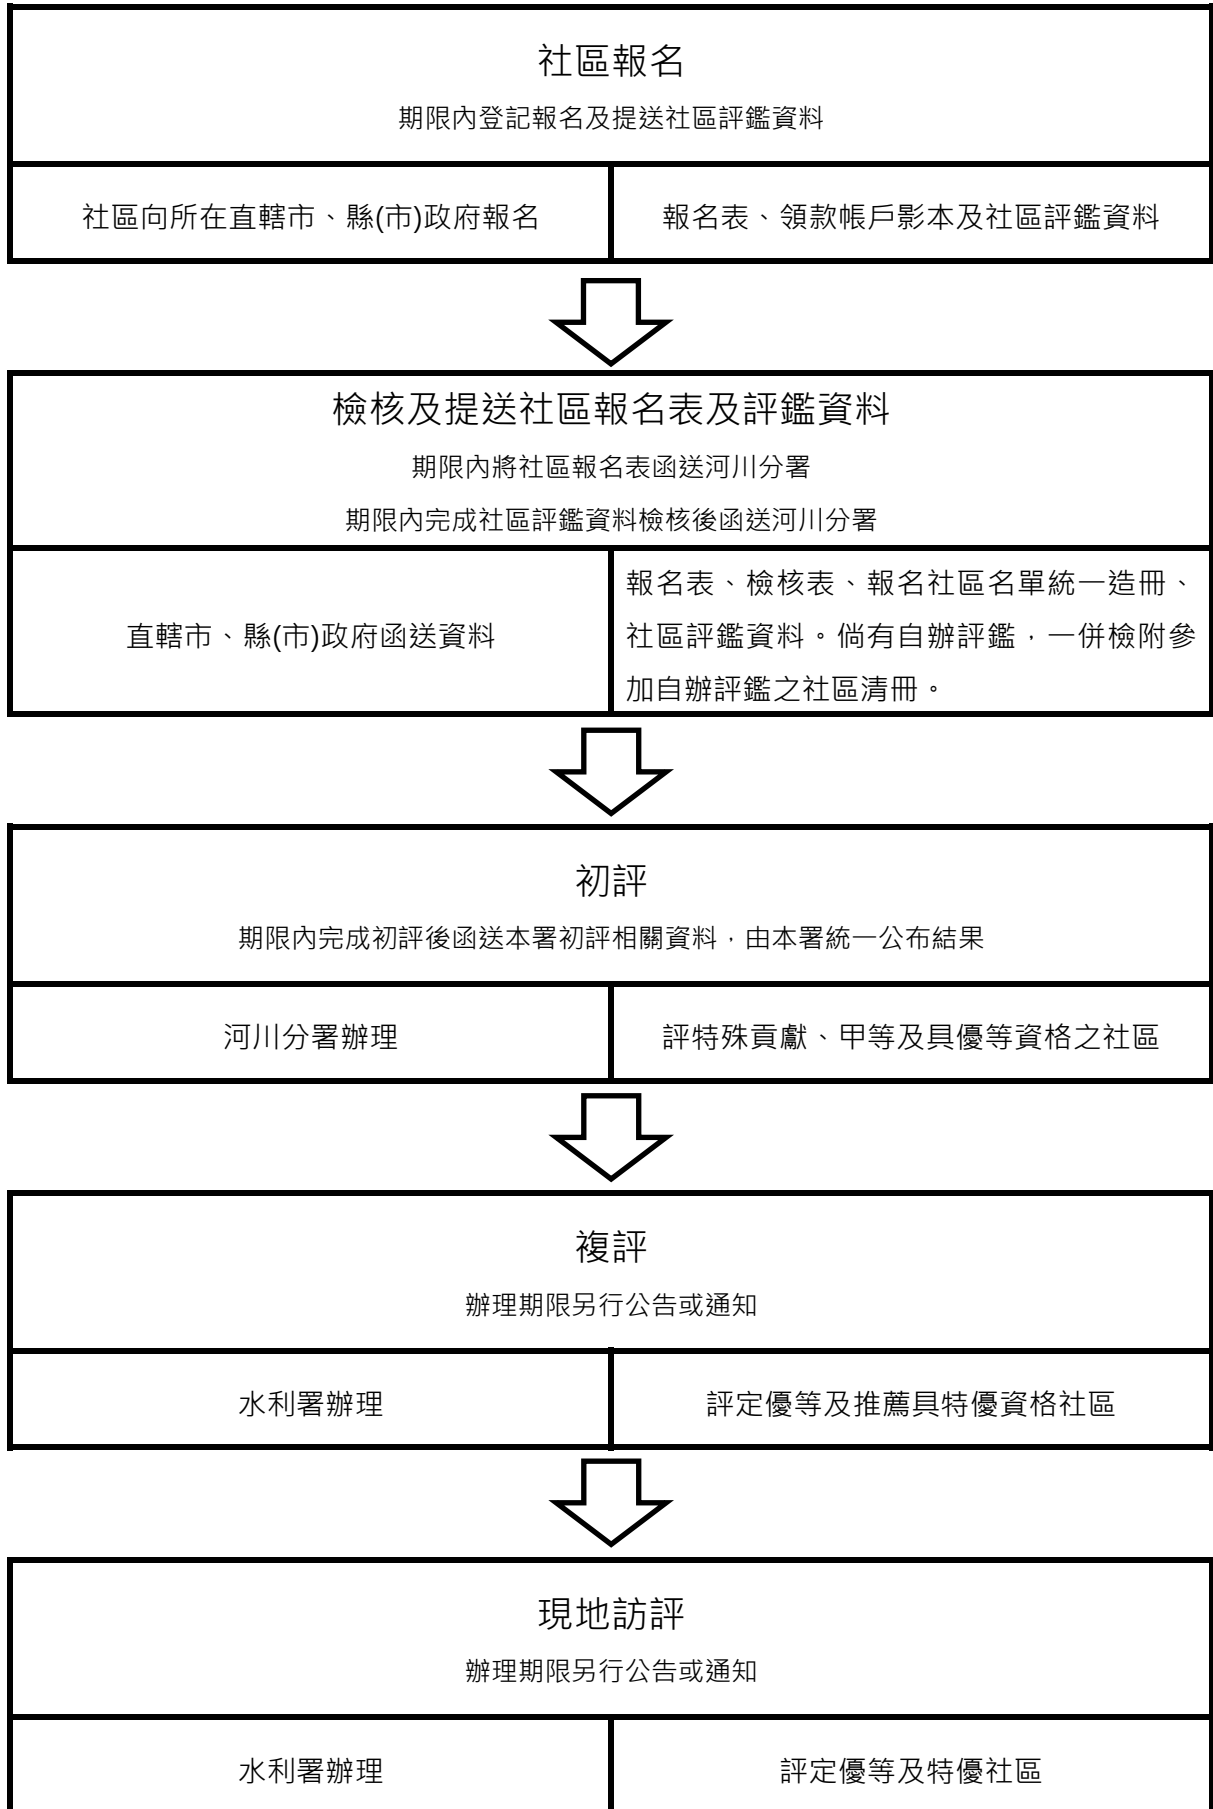 社區報名
期限內登記報名及提送社區評鑑資料
社區向所在直轄市、縣(市)政府報名
報名表、領款帳戶影本及社區評鑑資料
檢核及提送社區報名表及評鑑資料
期限內將社區報名表函送河川分署
期限內完成社區評鑑資料檢核後函送河川分署
直轄市、縣(市)政府函送資料
報名表、檢核表、報名社區名單統一造冊、
社區評鑑資料。倘有自辦評鑑，一併檢附參
加自辦評鑑之社區清冊。
初評
期限內完成初評後函送本署初評相關資料，由本署統一公布結果
河川分署辦理
評特殊貢獻、甲等及具優等資格之社區
複評
辦理期限另行公告或通知
水利署辦理
評定優等及推薦具特優資格社區
現地訪評
辦理期限另行公告或通知
水利署辦理
評定優等及特優社區